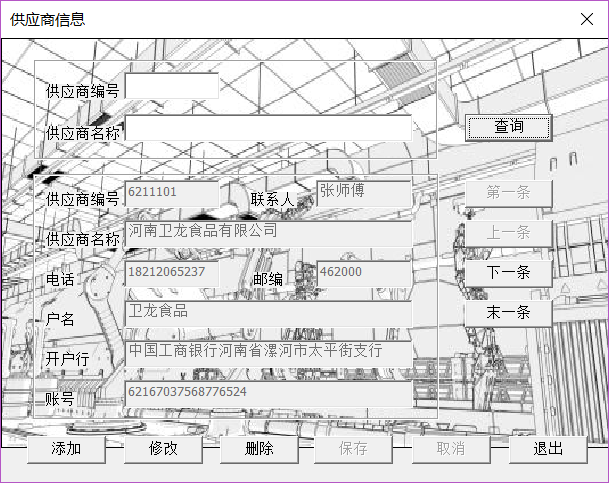 供应商信息
供应商编号
供应商名称
查询
供应商编号 6211101 联系人 张师傅 第一条
供应商名称 河南卫龙食品有限公司 上一条
电话 18212065237 邮编 462000 下一条
户名 卫龙食品 末一条
开户行 中国工商银行河南省漯河市太平街支行
账号 62167037568776524
添加 修改 删除 保存 取消 退出